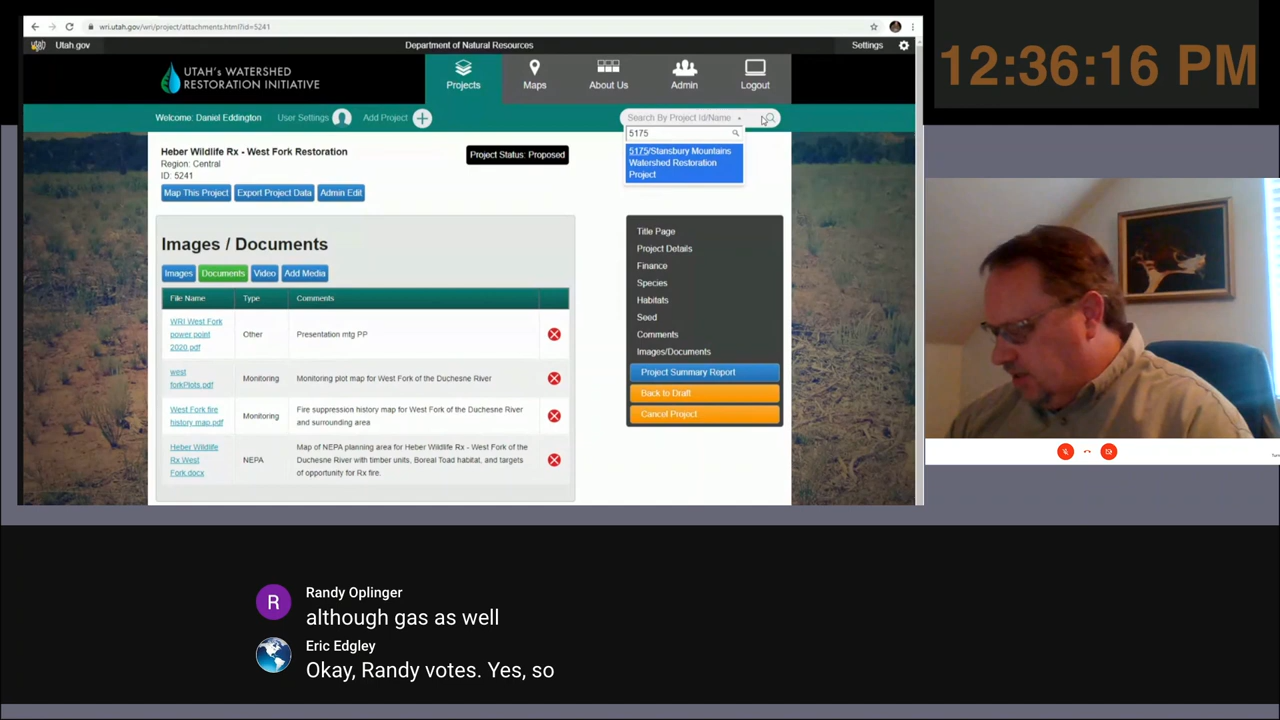 wri.utah.gov/wri/project/attachments.html?id=5241
12:36:16 PM
Utah.gov
Department of Natural Resources
Settings
UTAH's WATERSHED
RESTORATION INITIATIVE
Projects
Maps
About Us
Admin
Logout
Welcome: Daniel Eddington
User Settings
Add Project
Search By Project Id/Name
5175
5175/Stansbury Mountains
Watershed Restoration
Project
Heber Wildlife Rx - West Fork Restoration
Region: Central
ID: 5241
Project Status: Proposed
Map This Project
Export Project Data
Admin Edit
Images / Documents
Images
Documents
Video
Add Media
File Name
Type
Comments
WRI West Fork
power point
2020.pdf
Other
Presentation mtg PP
west
forkPlots.pdf
Monitoring
Monitoring plot map for West Fork of the Duchesne River
West Fork fire
history map.pdf
Monitoring
Fire suppression history map for West Fork of the Duchesne River
and surrounding area
Heber Wildlife
Rx West
Fork.docx
NEPA
Map of NEPA planning area for Heber Wildlife Rx - West Fork of the
Duchesne River with timber units, Boreal Toad habitat, and targets
of opportunity for Rx fire.
Title Page
Project Details
Finance
Species
Habitats
Seed
Comments
Images/Documents
Project Summary Report
Back to Draft
Cancel Project
R
Randy Oplinger
although gas as well
Eric Edgley
Okay, Randy votes. Yes, so